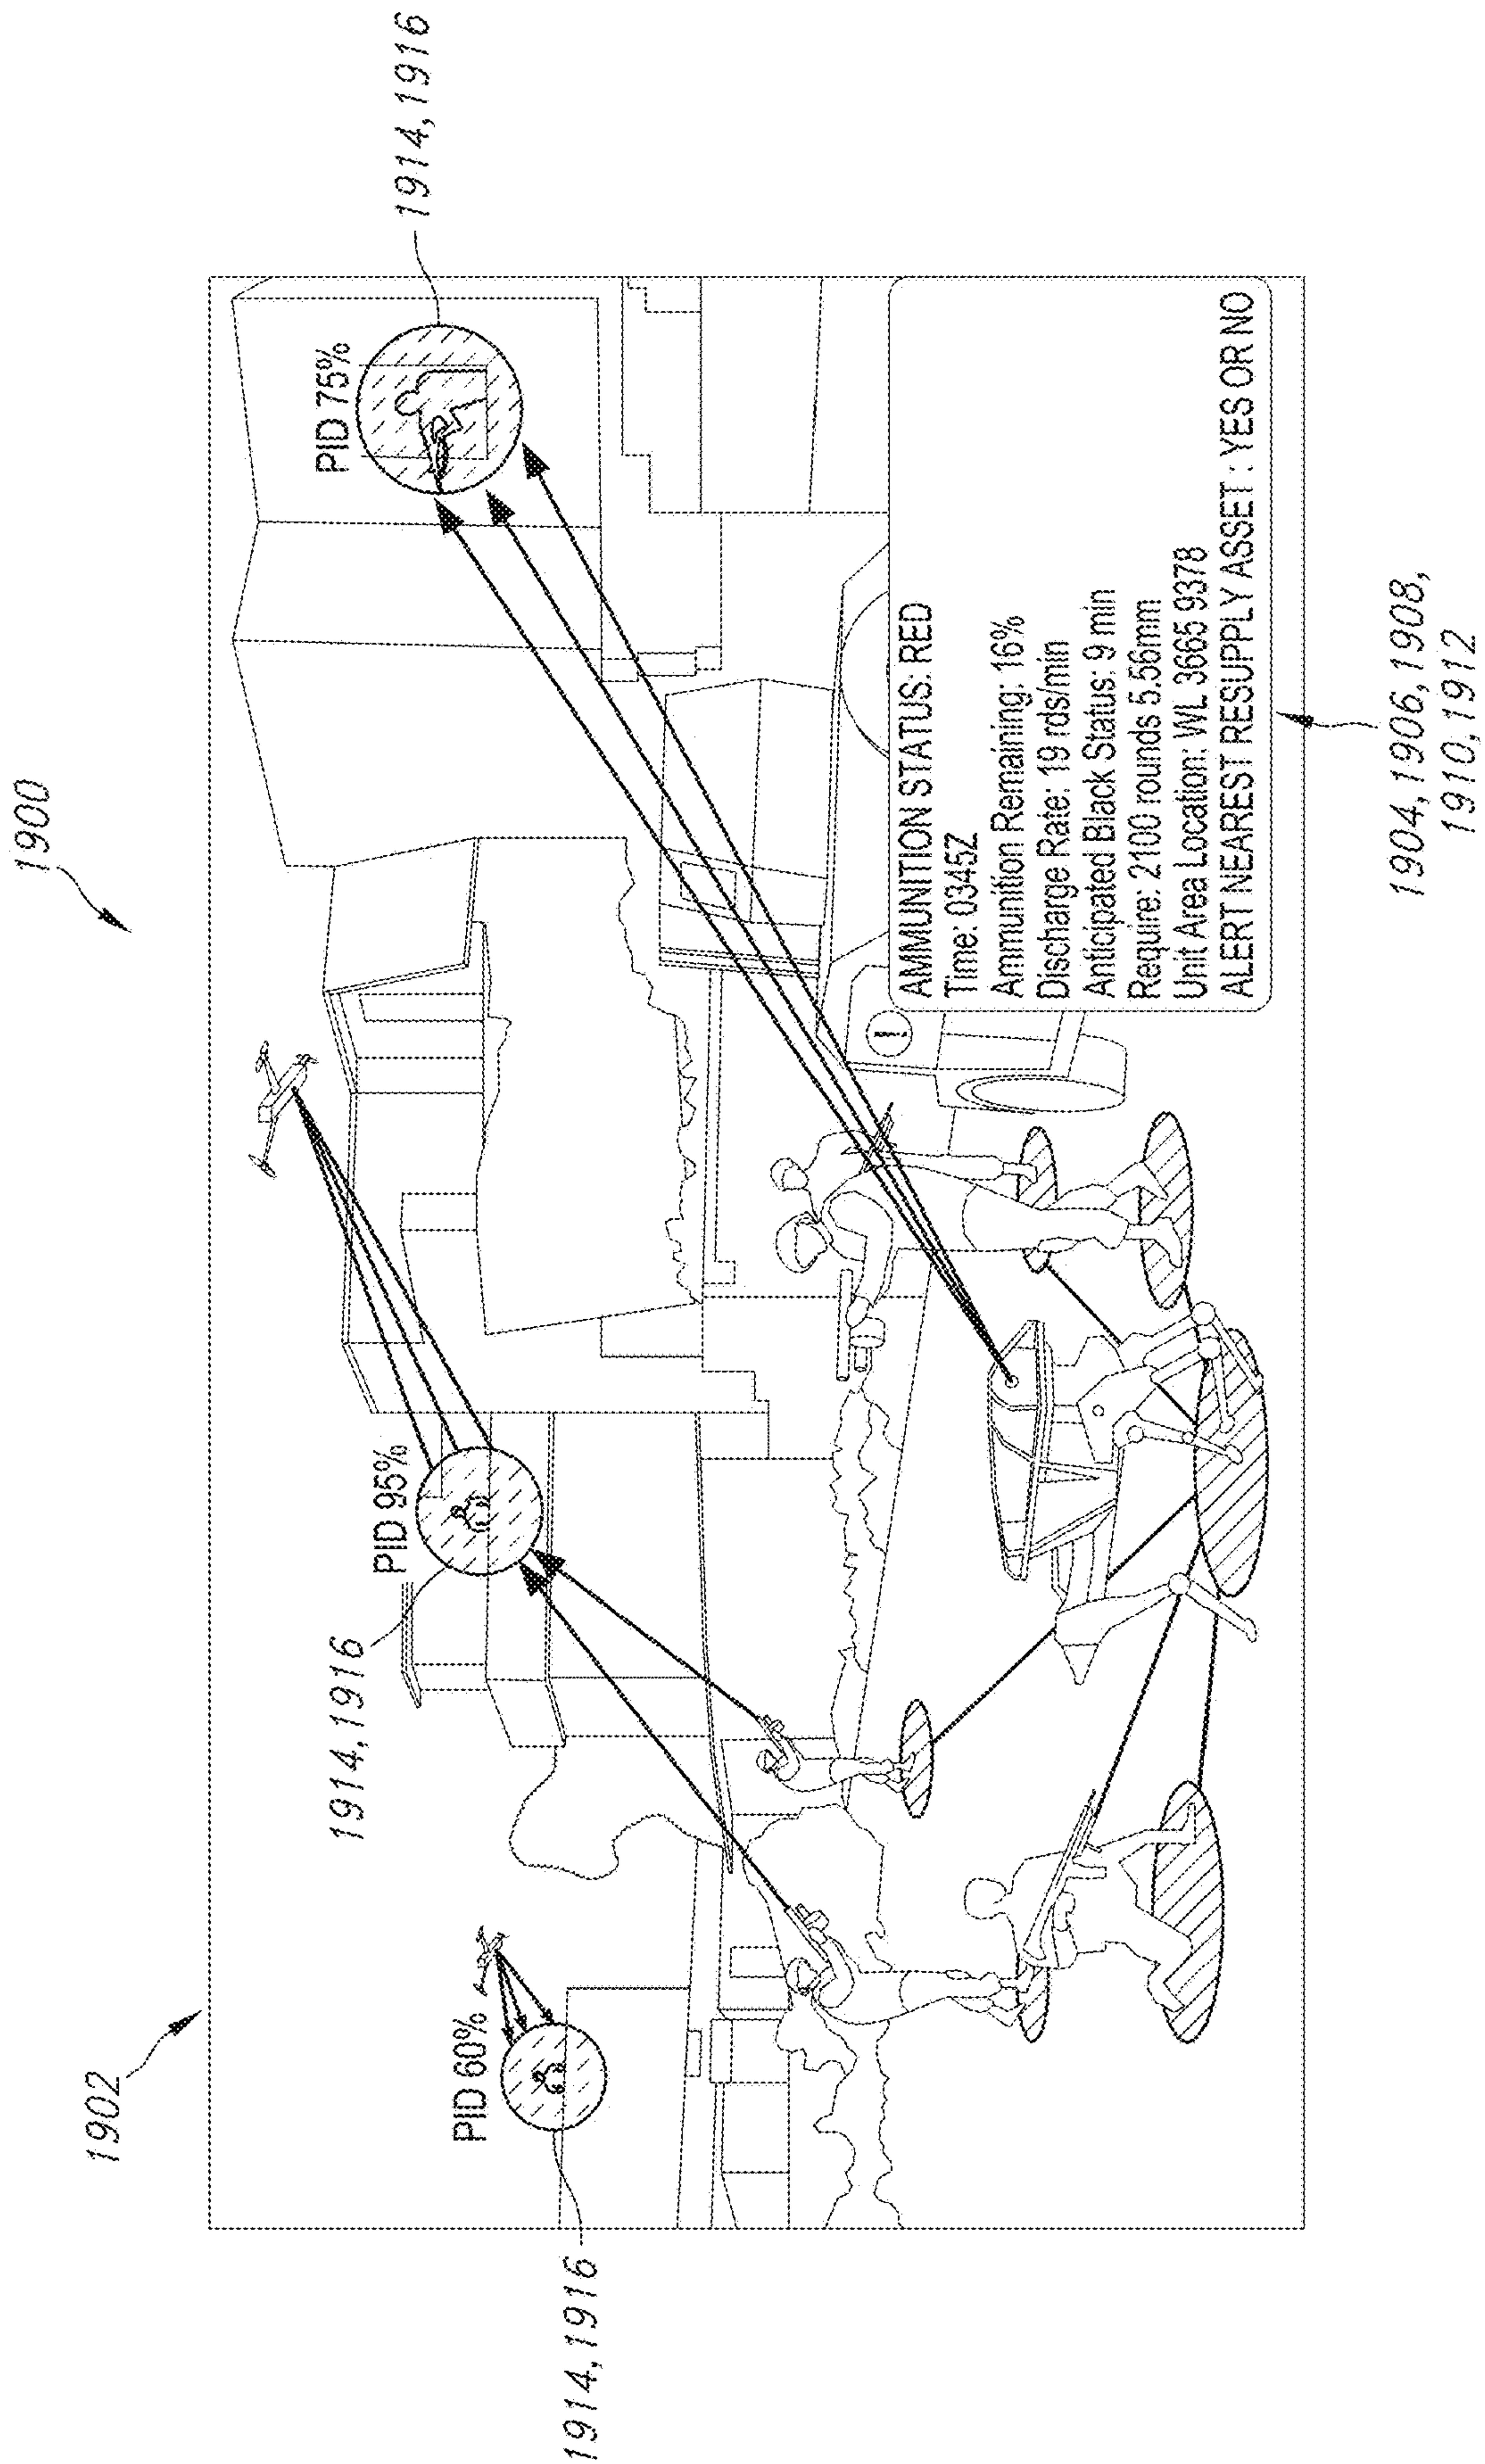 1900
1902
1914,1916
PID 60%
1914,1916
PID 95%
PID 75%
1914,1916
!
AMMUNITION STATUS: RED
Time: 0345Z
Ammunition Remaining: 16%
Discharge Rate: 19 rds/min
Anticipated Black Status: 9 min
Require: 2100 rounds 5.56mm
Unit Area Location: WL 3665 9378
ALERT NEAREST RESUPPLY ASSET : YES OR NO
1904,1906,1908,
1910,1912